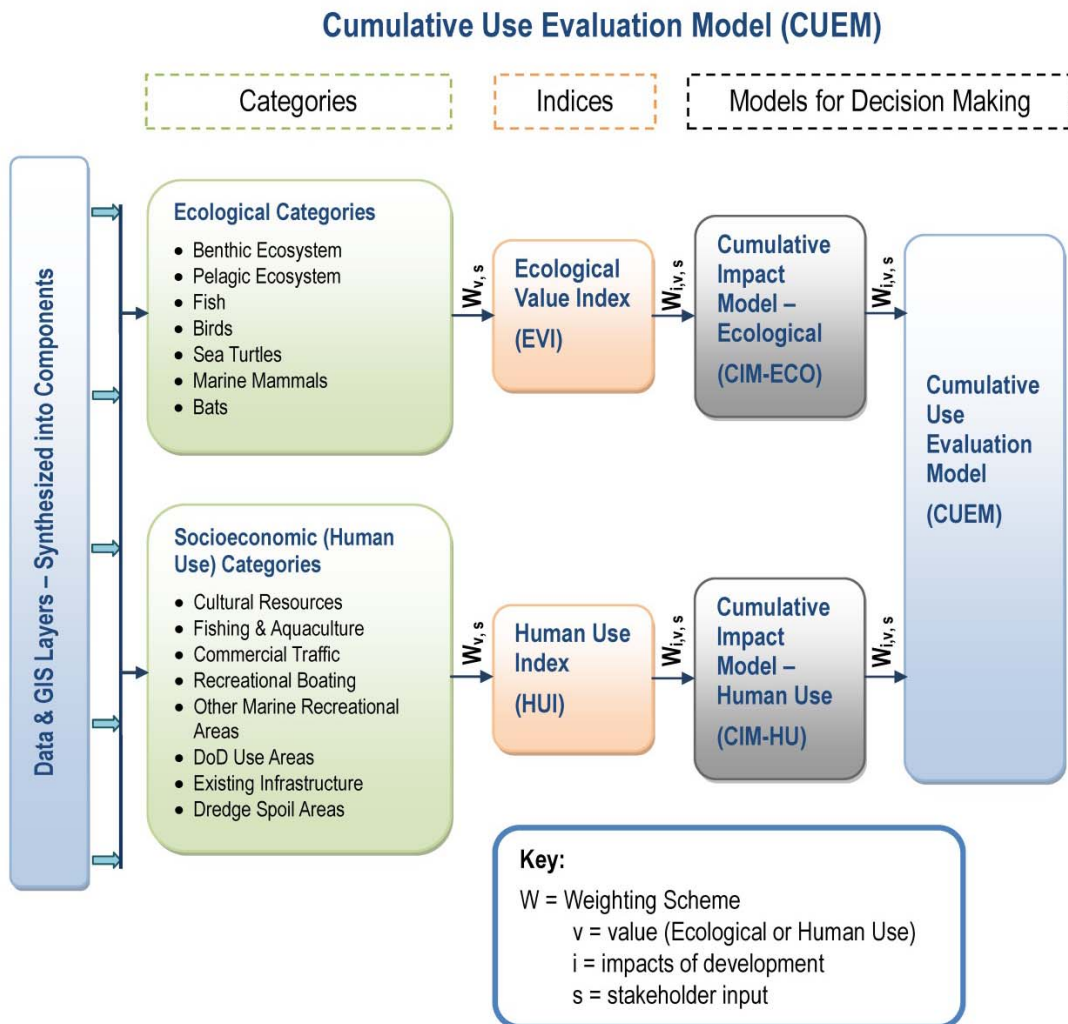 Cumulative Use Evaluation Model (CUEM)
Categories
Indices
Models for Decision Making
Data & GIS Layers – Synthesized into Components
Ecological Categories
• Benthic Ecosystem
• Pelagic Ecosystem
• Fish
• Birds
• Sea Turtles
• Marine Mammals
• Bats
Wv, s
Ecological
Value Index
(EVI)
Wi,v, s
Cumulative
Impact
Model –
Ecological
(CIM-ECO)
Wi,v, s
Socioeconomic (Human
Use) Categories
• Cultural Resources
• Fishing & Aquaculture
• Commercial Traffic
• Recreational Boating
• Other Marine Recreational
Areas
• DoD Use Areas
• Existing Infrastructure
• Dredge Spoil Areas
Wv, s
Human Use
Index
(HUI)
Wi,v, s
Cumulative
Impact
Model –
Human Use
(CIM-HU)
Wi,v, s
Cumulative
Use
Evaluation
Model
(CUEM)
Key:
W = Weighting Scheme
v = value (Ecological or Human Use)
i = impacts of development
s = stakeholder input